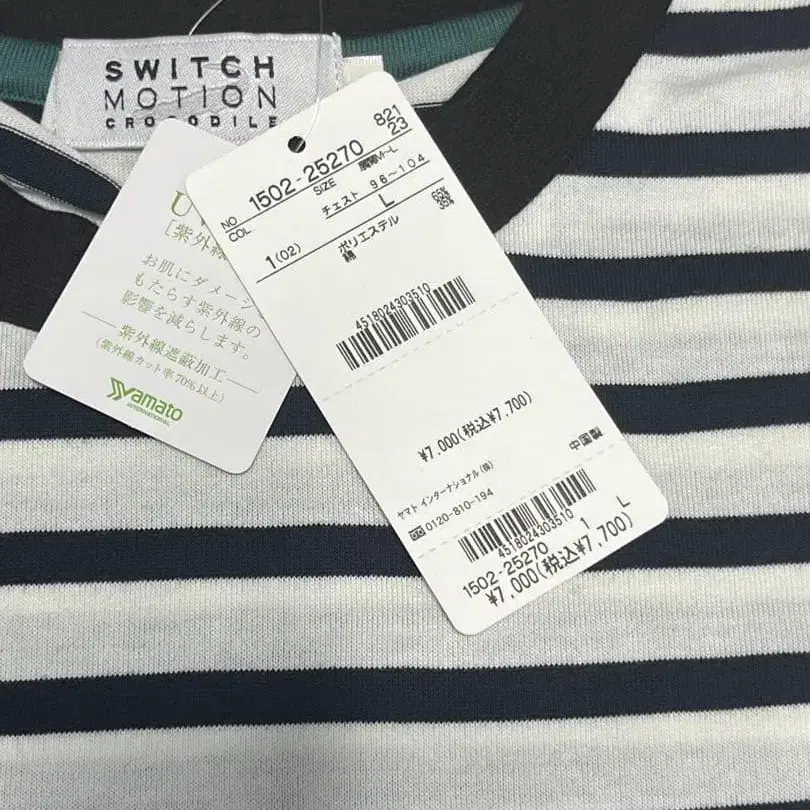 SWITCH
MOTION
CROCODILE
U
[紫外線
お肌にダメージ
もたらす紫外線の
影響を減らします。
紫外線遮蔽加工
(紫外線カット率70%以上)
Yamato
INTERNATIONAL
821
23
NO 1502-25270
COL. SIZE
チェスト 96~104
1(02) L
ポリエステル 65%
綿 35%
4518024303510
¥7,000(税込¥7,700)
中国製
ヤマト インターナショナル(株)
0120-810-194
4518024303510
1502-25270 1 L
¥7,000(税込¥7,700)